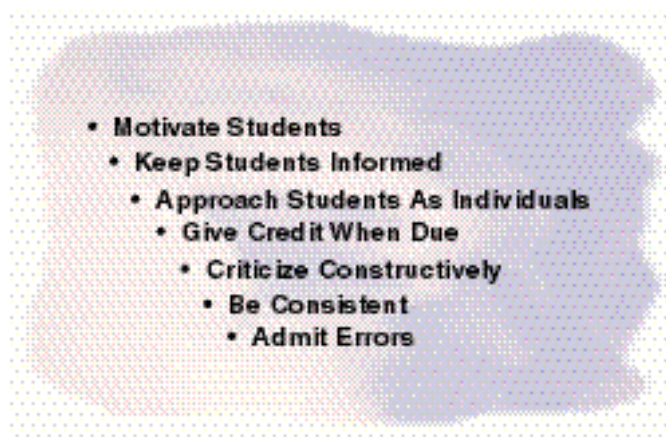 • Motivate Students
• Keep Students Informed
• Approach Students As Individuals
• Give Credit When Due
• Criticize Constructively
• Be Consistent
• Admit Errors